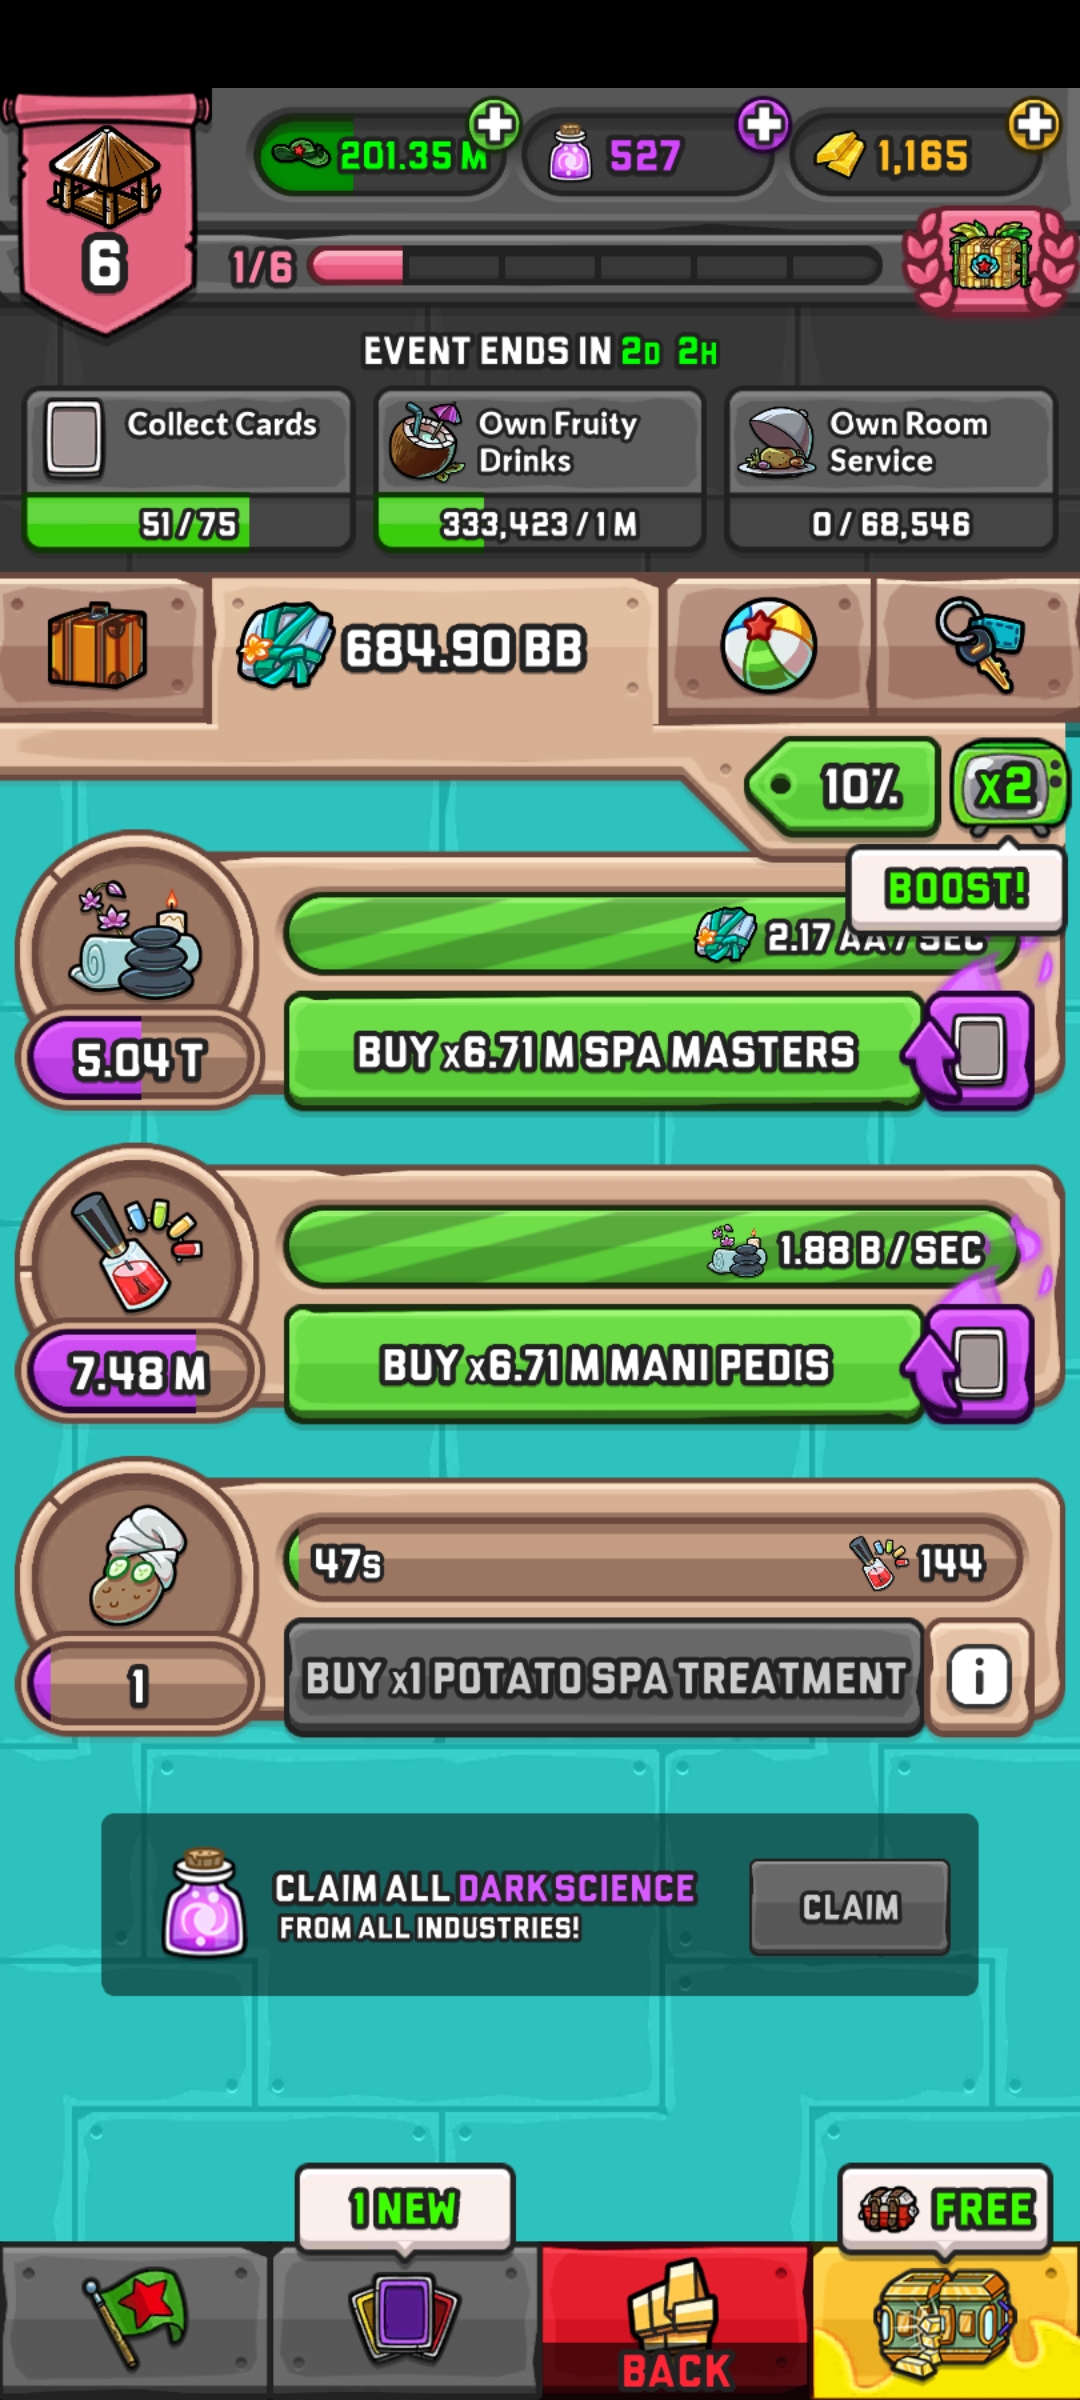 201.35 M
527
1,165
6
1/6
EVENT ENDS IN 2D 2H
Collect Cards
51/75
Own Fruity
Drinks
333,423/1M
Own Room
Service
0/68,546
684.90 BB
10%
x2
BOOST!
2.17 AA / SEC
5.04 T
BUY x6.71 M SPA MASTERS
1.88 B / SEC
7.48 M
BUY x6.71 M MANI PEDIS
47s
144
1
BUY x1 POTATO SPA TREATMENT
i
CLAIM ALL DARK SCIENCE
FROM ALL INDUSTRIES!
CLAIM
1 NEW
FREE
BACK